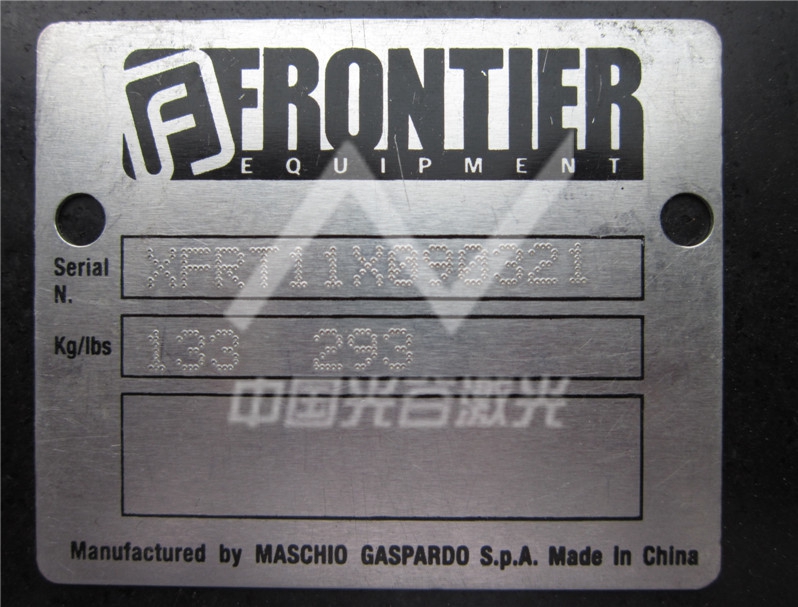 FRONTIER
EQUIPMENT
Serial N. XFRT11X090321
Kg/lbs 133 293
中国光谷激光
Manufactured by MASCHIO GASPARDO S.p.A. Made In China